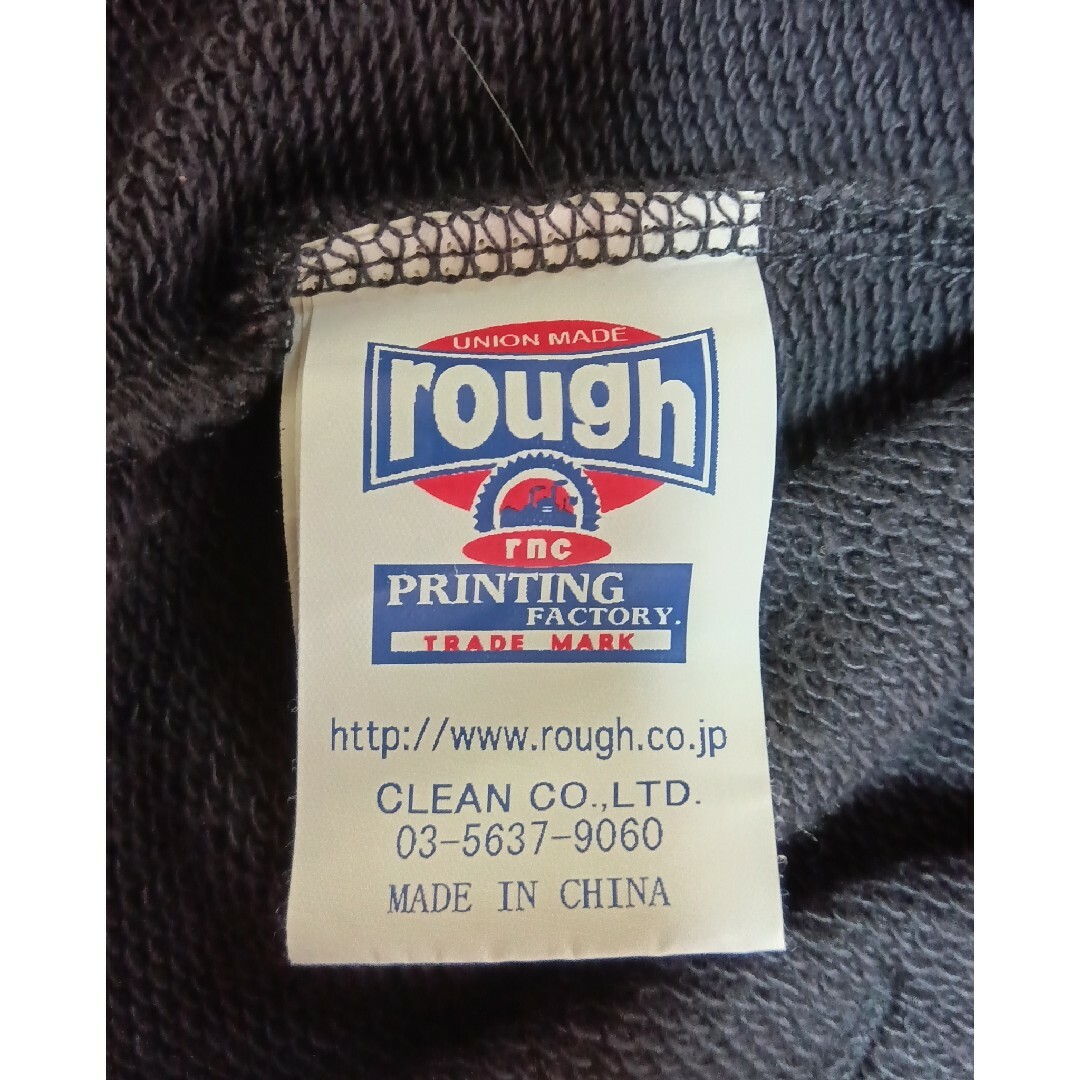 UNION MADE
rough
rnc
PRINTING
FACTORY.
TRADE MARK
http://www.rough.co.jp
CLEAN CO.,LTD.
03-5637-9060
MADE IN CHINA